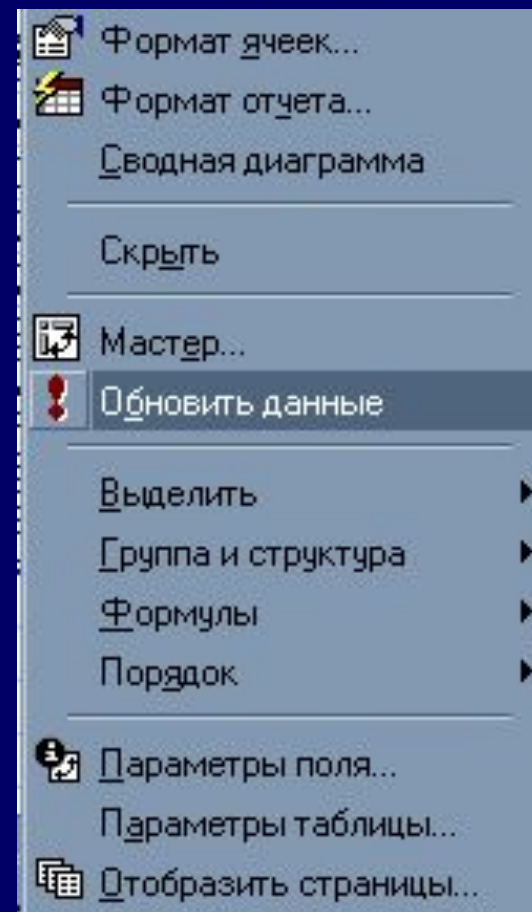 Формат ячеек...
Формат отчета...
Сводная диаграмма
Скрыть
Мастер...
Обновить данные
Выделить
Группа и структура
Формулы
Порядок
Параметры поля...
Параметры таблицы...
Отобразить страницы...